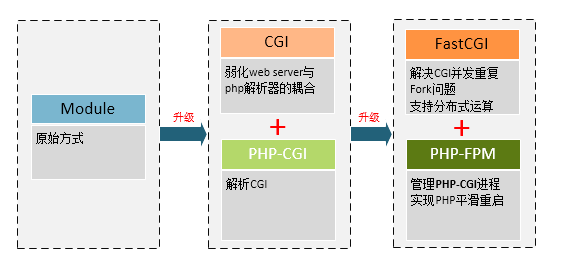 Module
原始方式
升级
CGI
弱化web server与
php解析器的耦合
+
PHP-CGI
解析CGI
升级
FastCGI
解决CGI并发重复
Fork问题
支持分布式运算
+
PHP-FPM
管理PHP-CGI进程
实现PHP平滑重启